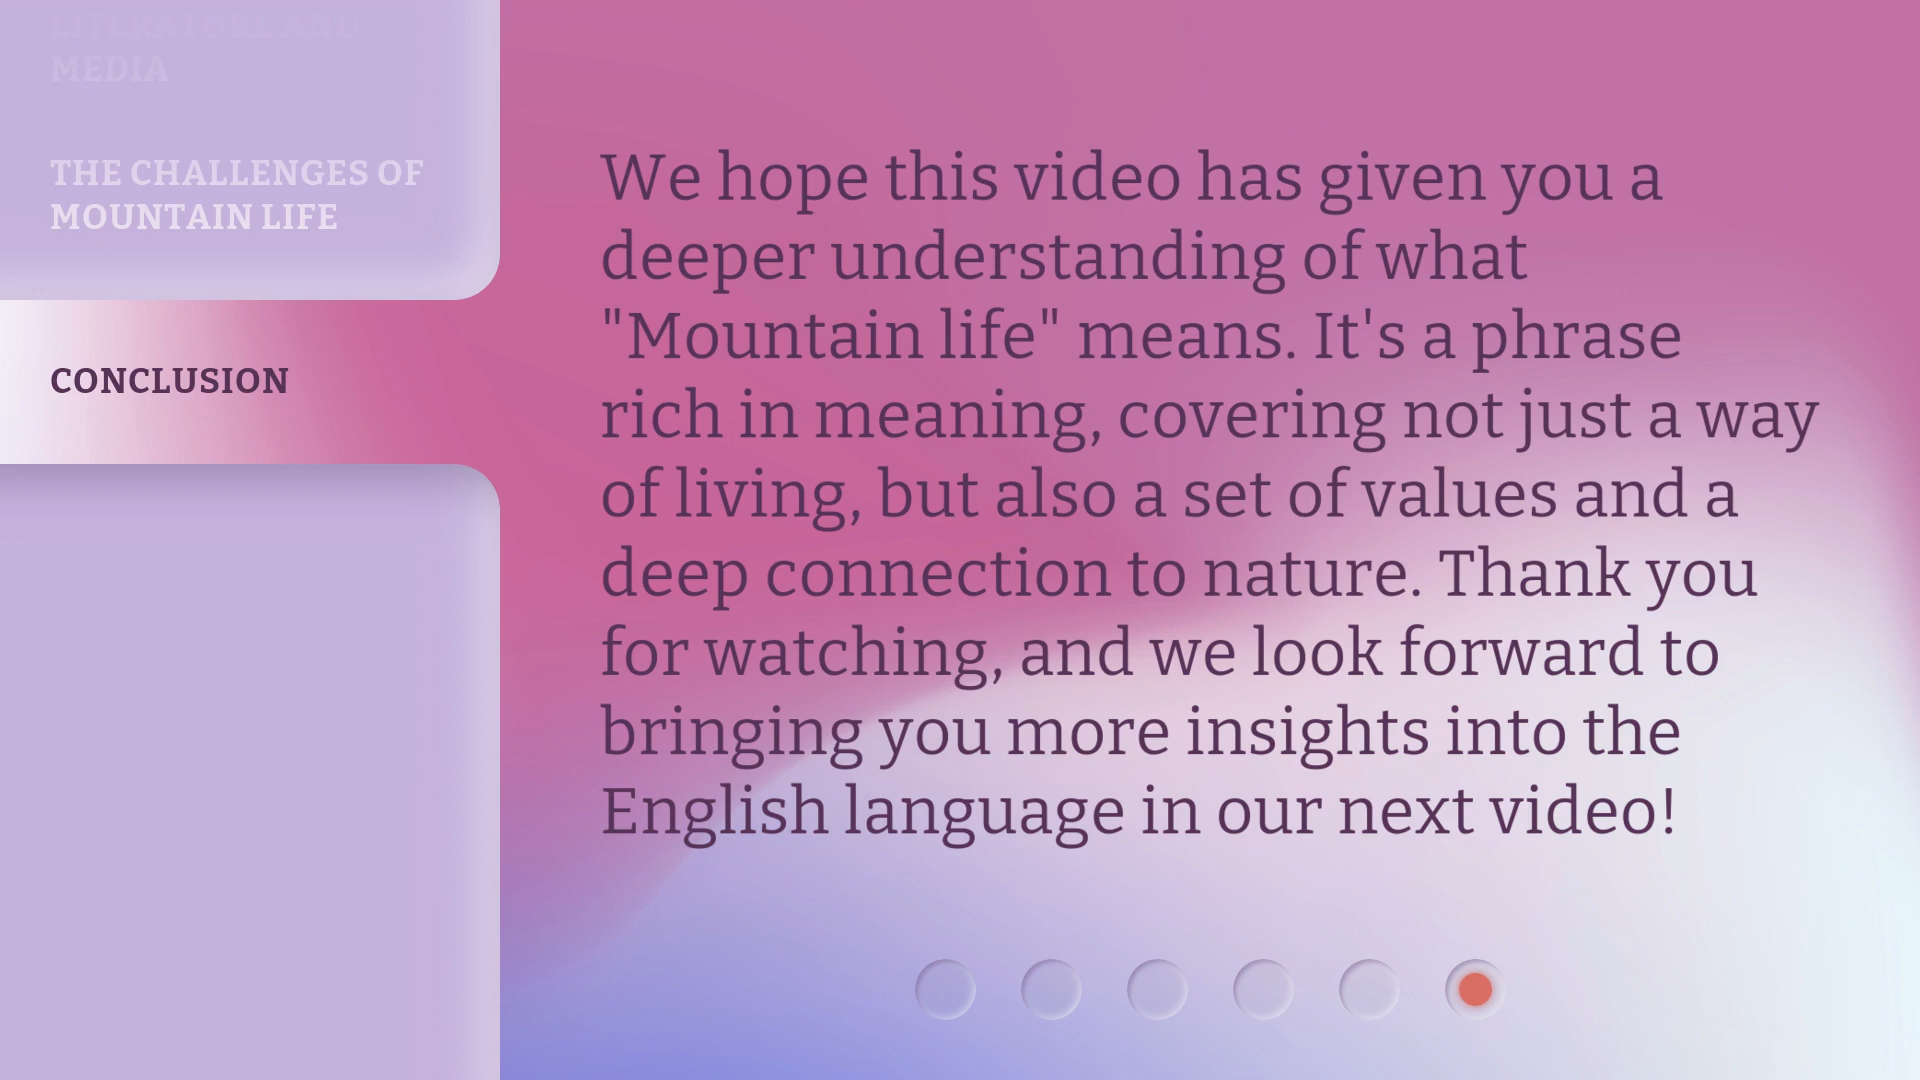 LITERATURE AND
MEDIA
THE CHALLENGES OF
MOUNTAIN LIFE
CONCLUSION
We hope this video has given you a
deeper understanding of what
"Mountain life" means. It's a phrase
rich in meaning, covering not just a way
of living, but also a set of values and a
deep connection to nature. Thank you
for watching, and we look forward to
bringing you more insights into the
English language in our next video!